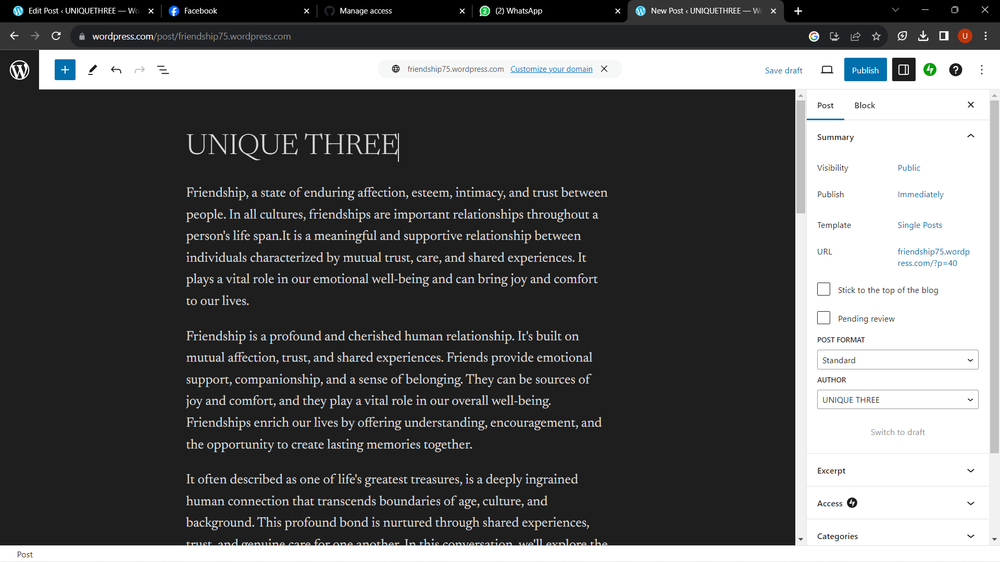 Edit Post ‹ UNIQUETHREE — Wo
Facebook
Manage access
(2) WhatsApp
New Post ‹ UNIQUETHREE — Wo
wordpress.com/post/friendship75.wordpress.com
U
friendship75.wordpress.com Customize your domain
Save draft
Publish
UNIQUE THREE
Friendship, a state of enduring affection, esteem, intimacy, and trust between
people. In all cultures, friendships are important relationships throughout a
person's life span.It is a meaningful and supportive relationship between
individuals characterized by mutual trust, care, and shared experiences. It
plays a vital role in our emotional well-being and can bring joy and comfort
to our lives.
Friendship is a profound and cherished human relationship. It's built on
mutual affection, trust, and shared experiences. Friends provide emotional
support, companionship, and a sense of belonging. They can be sources of
joy and comfort, and they play a vital role in our overall well-being.
Friendships enrich our lives by offering understanding, encouragement, and
the opportunity to create lasting memories together.
It often described as one of life's greatest treasures, is a deeply ingrained
human connection that transcends boundaries of age, culture, and
background. This profound bond is nurtured through shared experiences,
trust, and genuine care for one another. In this conversation, we'll explore the
Post
Block
Summary
Visibility
Public
Publish
Immediately
Template
Single Posts
URL
friendship75.wordp
ress.com/?p=40
Stick to the top of the blog
Pending review
POST FORMAT
Standard
AUTHOR
UNIQUE THREE
Switch to draft
Excerpt
Access
Categories
Post